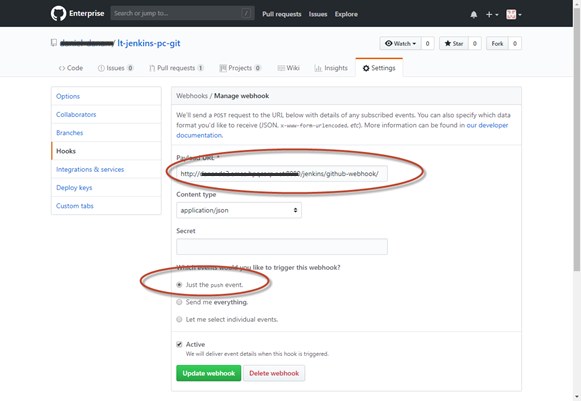 Enterprise
Search or jump to... /
Pull requests Issues Explore
/ lt-jenkins-pc-git
Watch 0 Star 0 Fork 0
Code Issues 0 Pull requests 1 Projects 0 Wiki Insights Settings
Options
Collaborators
Branches
Hooks
Integrations & services
Deploy keys
Custom tabs
Webhooks / Manage webhook
We'll send a POST request to the URL below with details of any subscribed events. You can also specify which data
format you'd like to receive (JSON, x-www-form-urlencoded, etc). More information can be found in our developer
documentation.
Payload URL *
http:// /jenkins/github-webhook/
Content type
application/json
Secret
Which events would you like to trigger this webhook?
Just the push event.
Send me everything.
Let me select individual events.
Active
We will deliver event details when this hook is triggered.
Update webhook Delete webhook